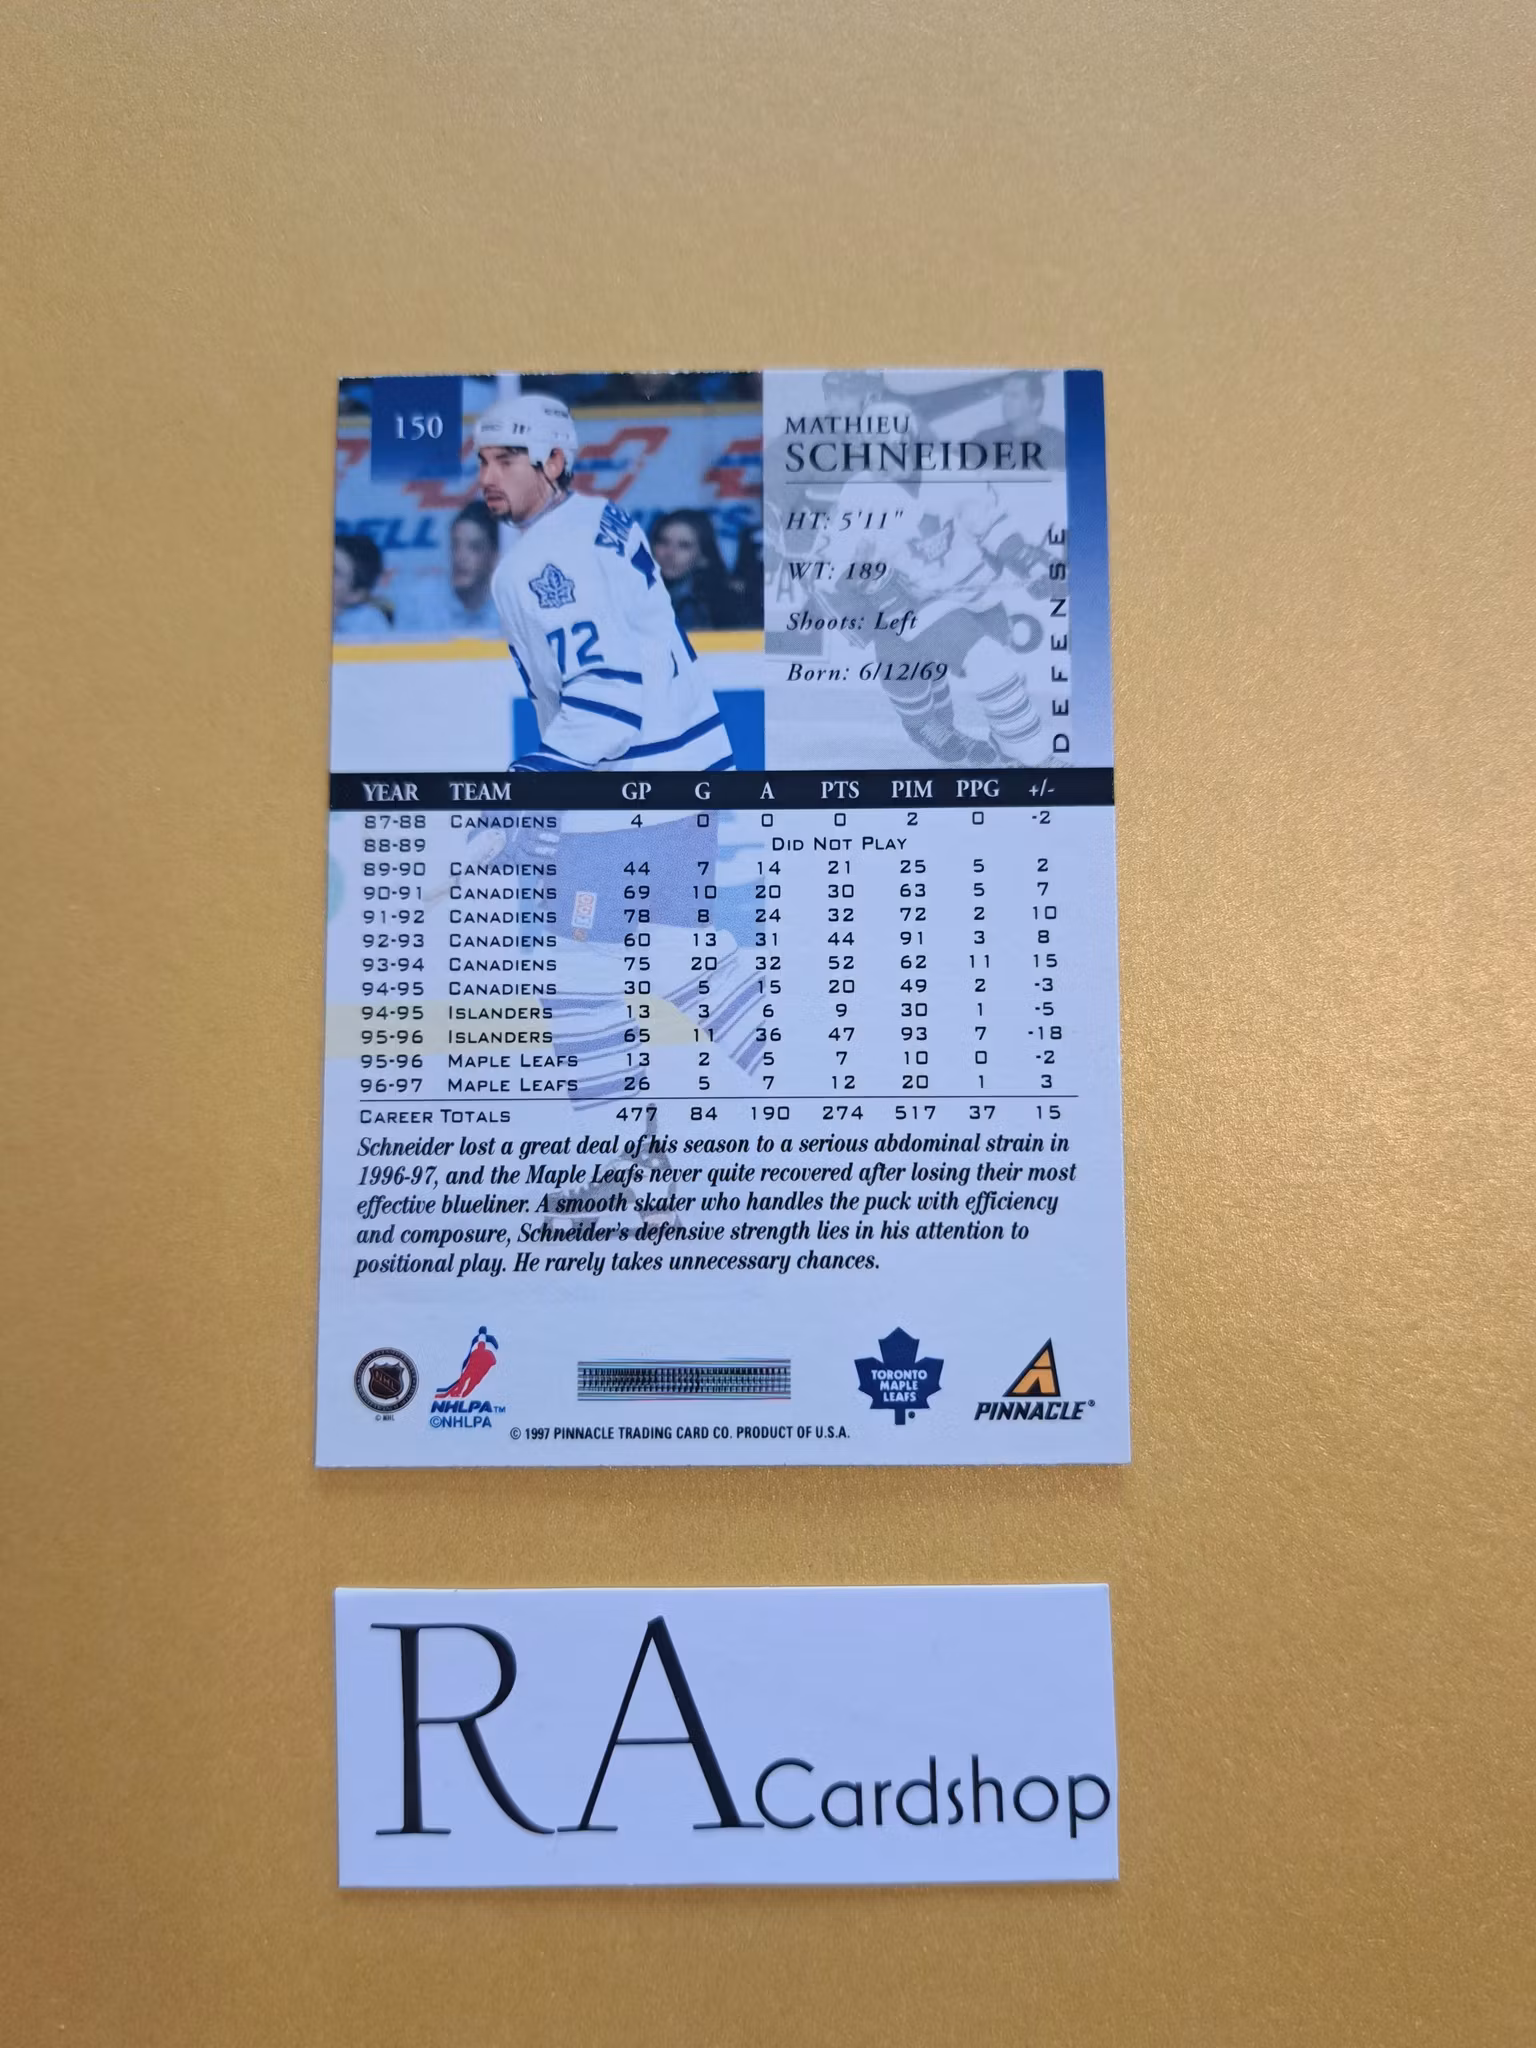 150
MATHIEU
SCHNEIDER
HT: 5'11"
WT: 189
Shoots: Left
Born: 6/12/69
DEFENSE
72
YEAR TEAM GP G A PTS PIM PPG +/-
87-88 CANADIENS 4 0 0 0 2 0 -2
88-89 DID NOT PLAY
89-90 CANADIENS 44 7 14 21 25 5 2
90-91 CANADIENS 69 10 20 30 63 5 7
91-92 CANADIENS 78 8 24 32 72 2 10
92-93 CANADIENS 60 13 31 44 91 3 8
93-94 CANADIENS 75 20 32 52 62 11 15
94-95 CANADIENS 30 5 15 20 49 2 -3
94-95 ISLANDERS 13 3 6 9 30 1 -5
95-96 ISLANDERS 65 11 36 47 93 7 -18
95-96 MAPLE LEAFS 13 2 5 7 10 0 -2
96-97 MAPLE LEAFS 26 5 7 12 20 1 3
CAREER TOTALS 477 84 190 274 517 37 15
Schneider lost a great deal of his season to a serious abdominal strain in
1996-97, and the Maple Leafs never quite recovered after losing their most
effective blueliner. A smooth skater who handles the puck with efficiency
and composure, Schneider's defensive strength lies in his attention to
positional play. He rarely takes unnecessary chances.
NHL
© NHL
NHLPA™
©NHLPA
TORONTO
MAPLE
LEAFS
PINNACLE®
© 1997 PINNACLE TRADING CARD CO. PRODUCT OF U.S.A.
RA Cardshop